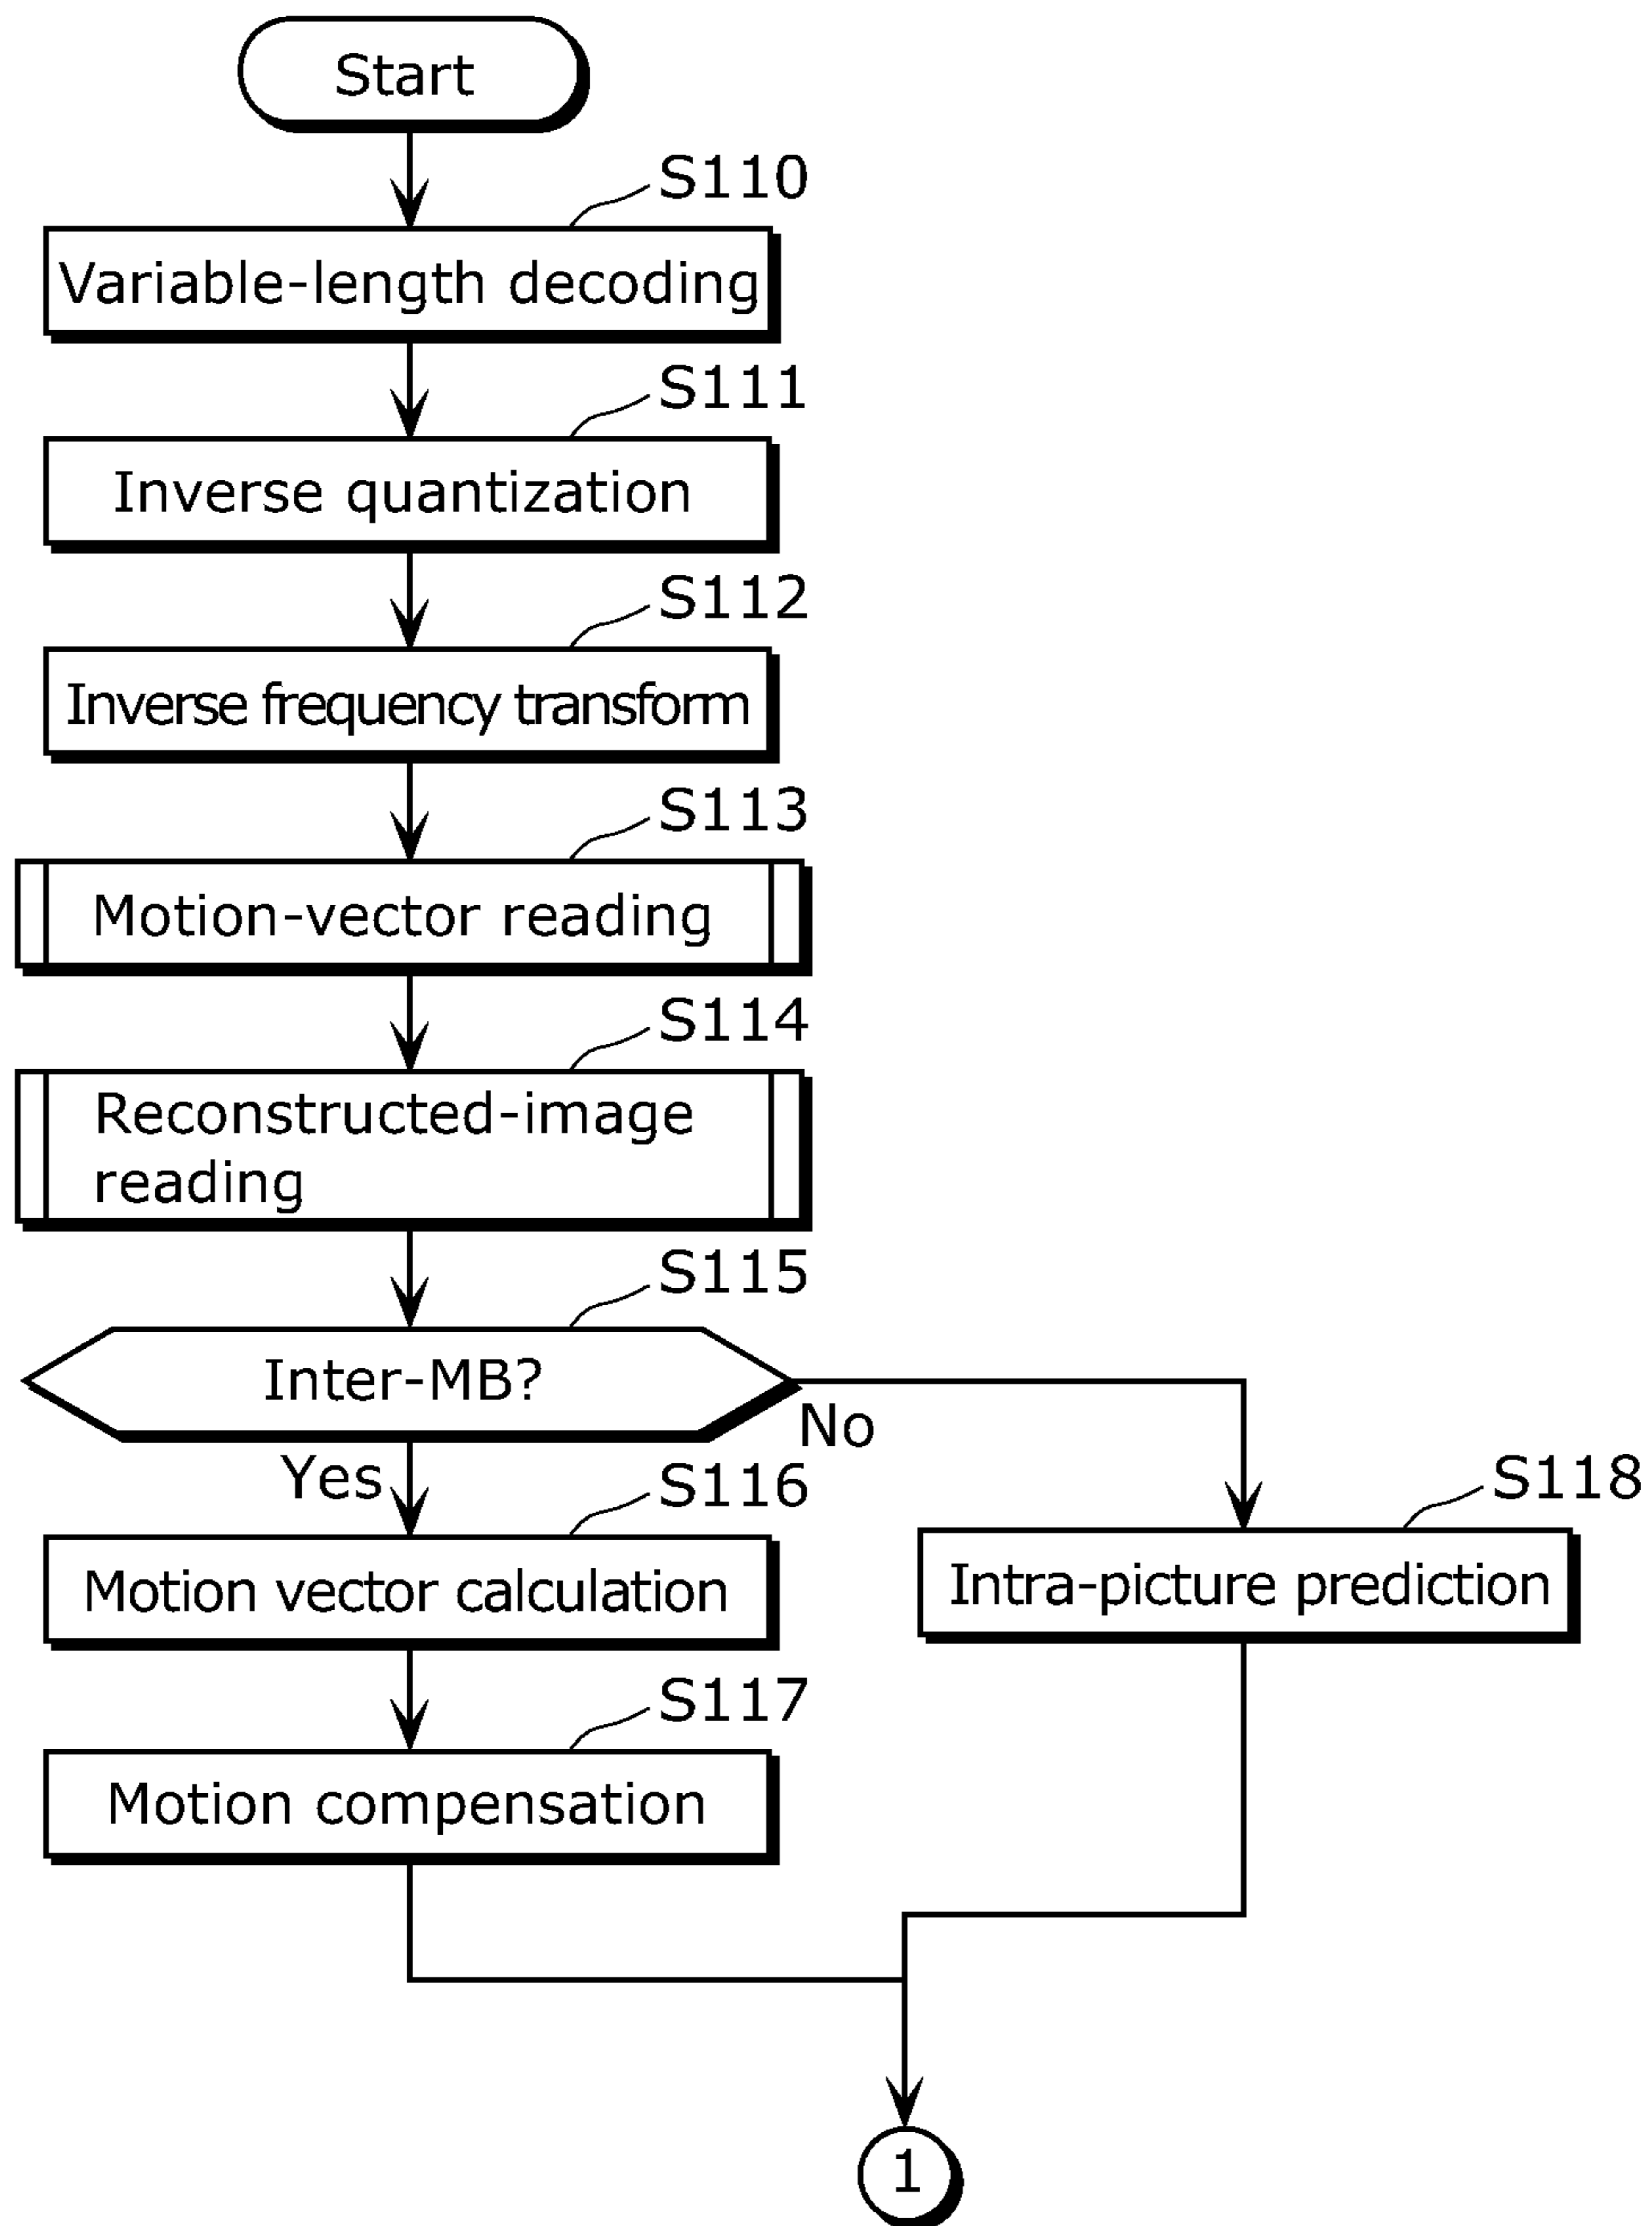 Start
S110
Variable-length decoding
S111
Inverse quantization
S112
Inverse frequency transform
S113
Motion-vector reading
S114
Reconstructed-image
reading
S115
Inter-MB?
No
Yes
S116
S118
Motion vector calculation
Intra-picture prediction
S117
Motion compensation
1